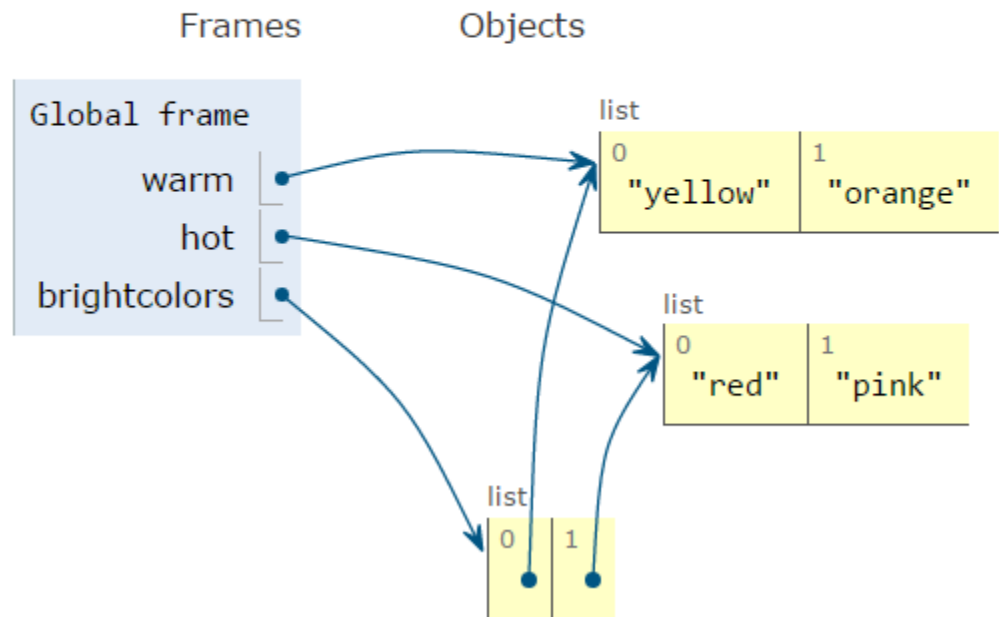 Frames Objects
Global frame
warm
hot
brightcolors
list
0 1
"yellow" "orange"
list
0 1
"red" "pink"
list
0 1